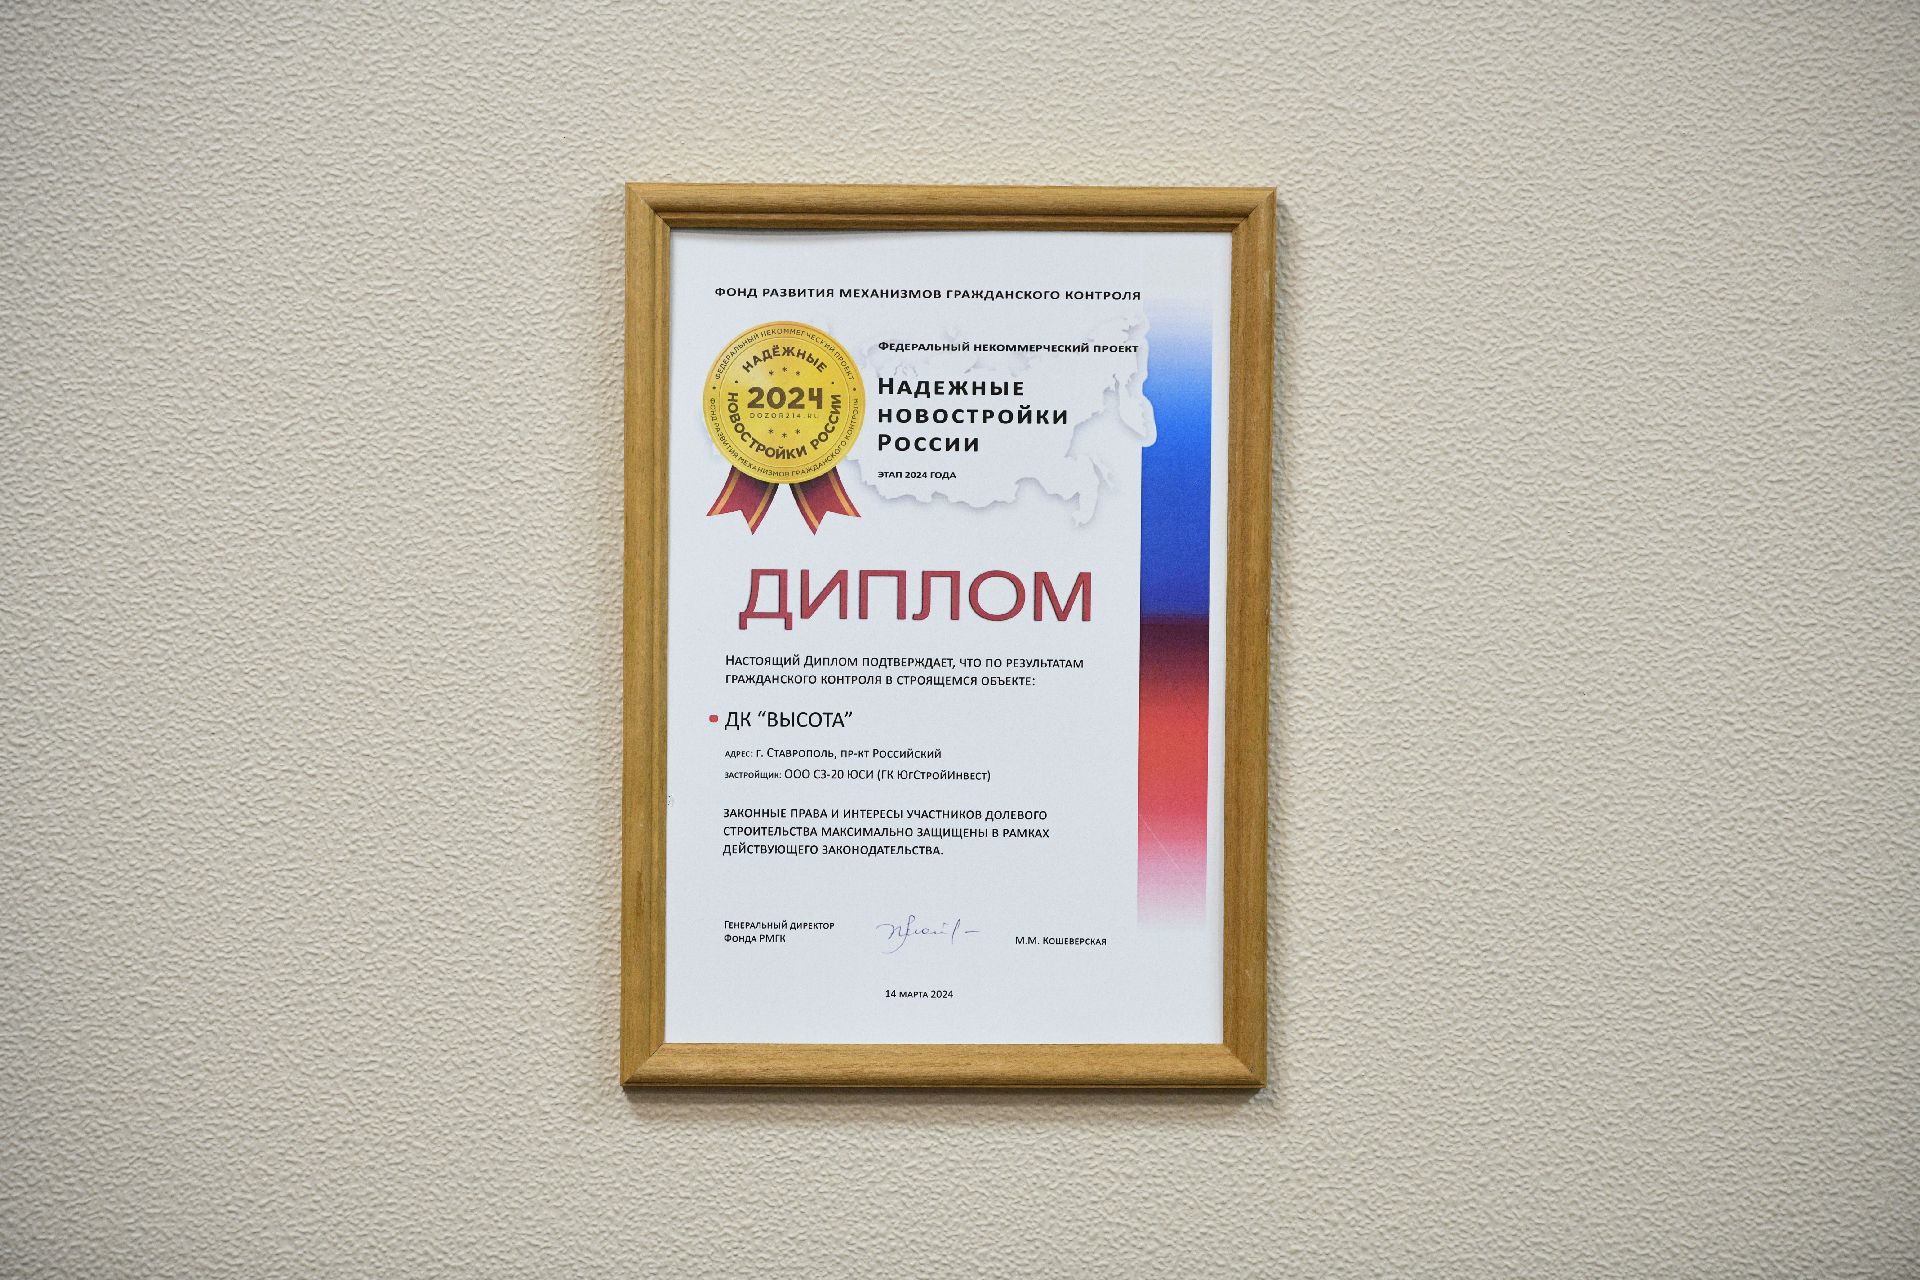 ФОНД РАЗВИТИЯ МЕХАНИЗМОВ ГРАЖДАНСКОГО КОНТРОЛЯ
ФЕДЕРАЛЬНЫЙ НЕКОММЕРЧЕСКИЙ ПРОЕКТ
НАДЁЖНЫЕ
2024
DOZOR214.RU
НОВОСТРОЙКИ РОССИИ
ФОНД РАЗВИТИЯ МЕХАНИЗМОВ ГРАЖДАНСКОГО КОНТРОЛЯ
ФЕДЕРАЛЬНЫЙ НЕКОММЕРЧЕСКИЙ ПРОЕКТ
НАДЕЖНЫЕ
НОВОСТРОЙКИ
РОССИИ
ЭТАП 2024 ГОДА
ДИПЛОМ
НАСТОЯЩИЙ ДИПЛОМ ПОДТВЕРЖДАЕТ, ЧТО ПО РЕЗУЛЬТАТАМ
ГРАЖДАНСКОГО КОНТРОЛЯ В СТРОЯЩЕМСЯ ОБЪЕКТЕ:
ДК “ВЫСОТА”
АДРЕС: Г. СТАВРОПОЛЬ, ПР-КТ РОССИЙСКИЙ
ЗАСТРОЙЩИК: ООО СЗ-20 ЮСИ (ГК ЮГСТРОЙИНВЕСТ)
ЗАКОННЫЕ ПРАВА И ИНТЕРЕСЫ УЧАСТНИКОВ ДОЛЕВОГО
СТРОИТЕЛЬСТВА МАКСИМАЛЬНО ЗАЩИЩЕНЫ В РАМКАХ
ДЕЙСТВУЮЩЕГО ЗАКОНОДАТЕЛЬСТВА.
ГЕНЕРАЛЬНЫЙ ДИРЕКТОР
ФОНДА РМГК
М.М. КОШЕВЕРСКАЯ
14 МАРТА 2024